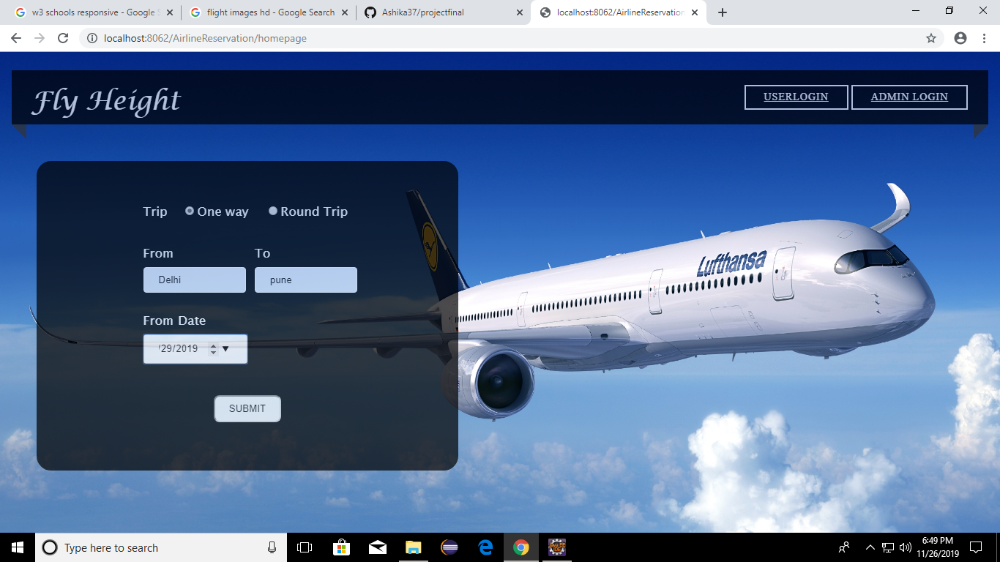 w3 schools responsive - Google S
flight images hd - Google Search
Ashika37/projectfinal
localhost:8062/AirlineReservation
localhost:8062/AirlineReservation/homepage
Fly Height
USERLOGIN
ADMIN LOGIN
Trip One way Round Trip
From To
Delhi pune
From Date
/29/2019
SUBMIT
Lufthansa
Type here to search
6:49 PM
11/26/2019